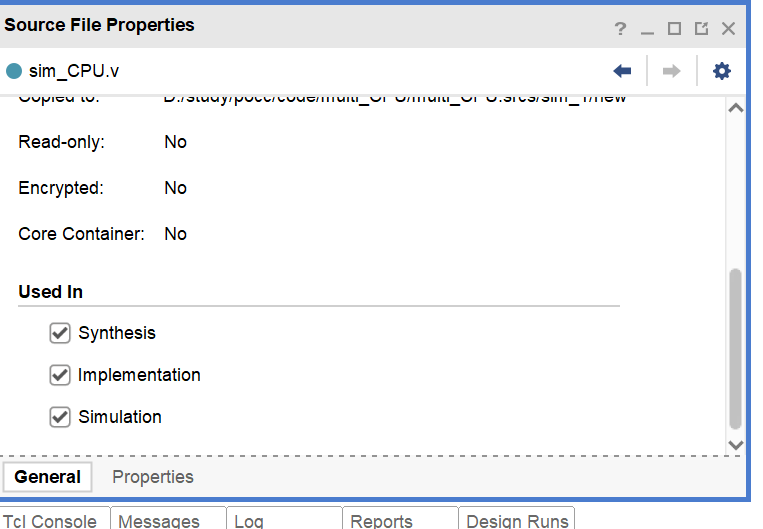 Source File Properties
?
sim_CPU.v
Copied to: D:/study/pocc/code/multi_CPU/multi_CPU.srcs/sim_1/new
Read-only: No
Encrypted: No
Core Container: No
Used In
Synthesis
Implementation
Simulation
General Properties
Tcl Console Messages Log Reports Design Runs